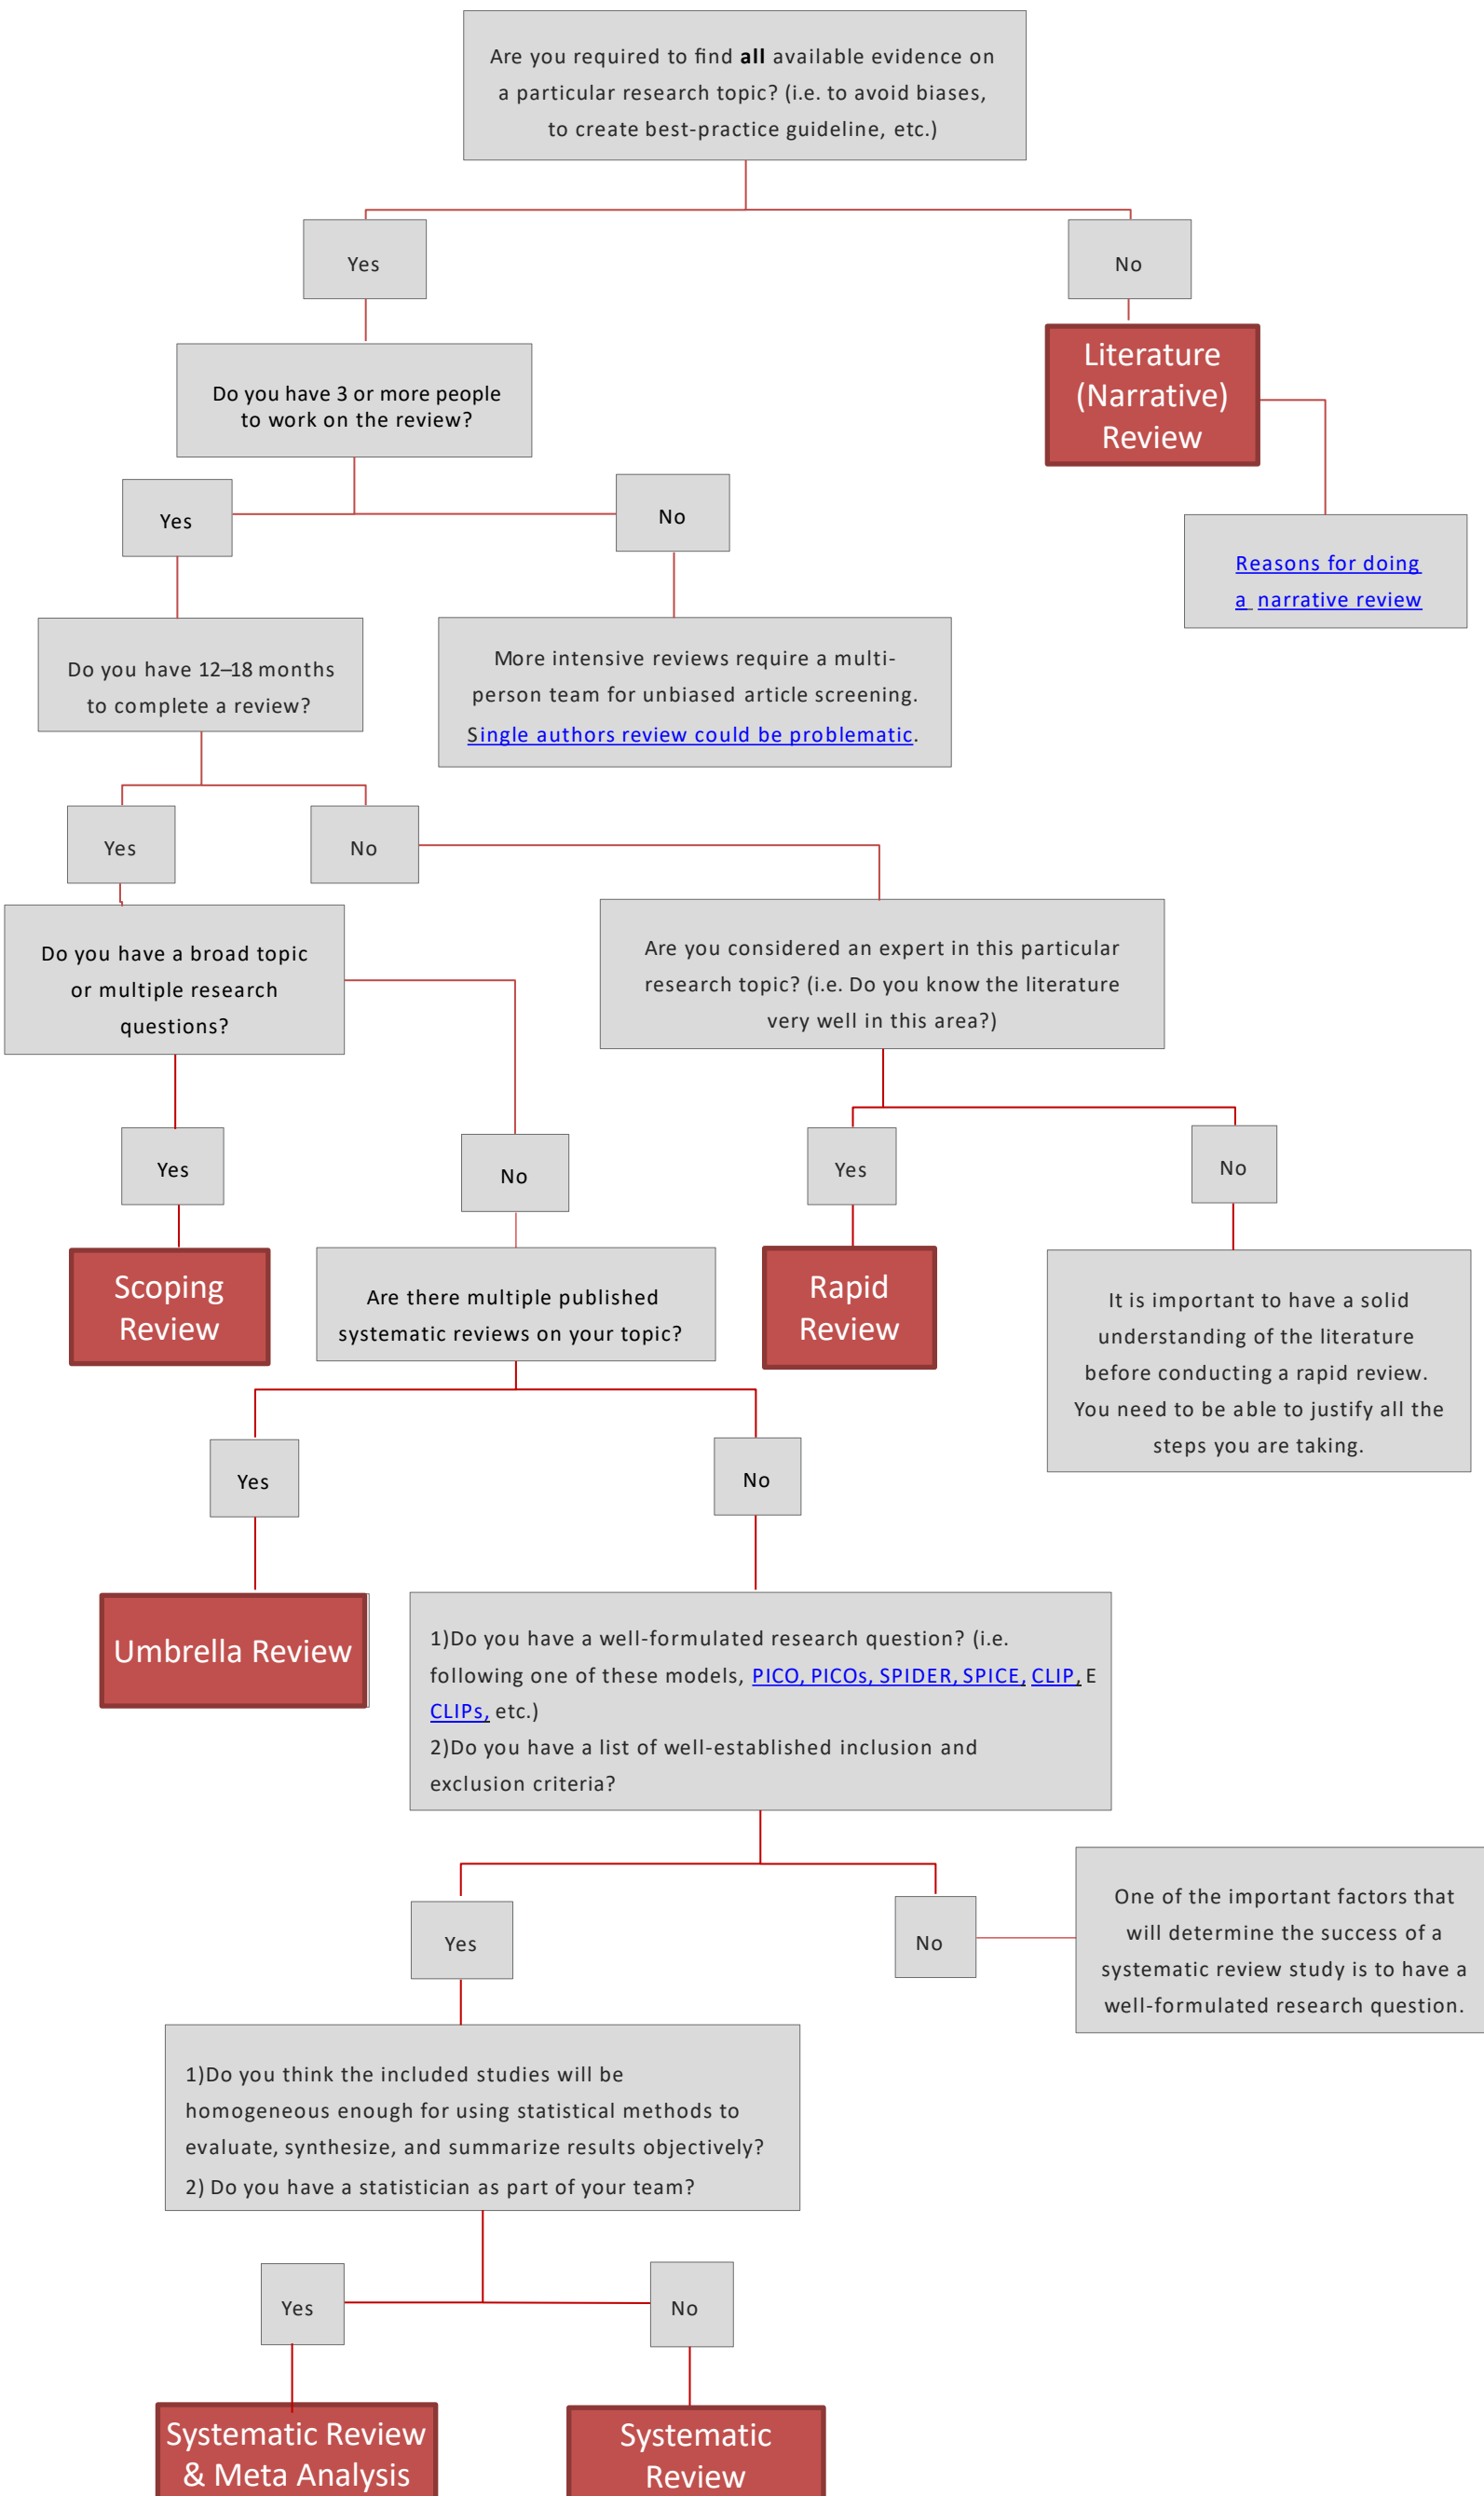 Are you required to find all available evidence on
a particular research topic? (i.e. to avoid biases,
to create best-practice guideline, etc.)
Yes
No
Do you have 3 or more people
to work on the review?
Literature
(Narrative)
Review
Yes
No
Reasons for doing
a narrative review
Do you have 12–18 months
to complete a review?
More intensive reviews require a multi-
person team for unbiased article screening.
Single authors review could be problematic.
Yes
No
Do you have a broad topic
or multiple research
questions?
Are you considered an expert in this particular
research topic? (i.e. Do you know the literature
very well in this area?)
Yes
No
Yes
No
Scoping
Review
Are there multiple published
systematic reviews on your topic?
Rapid
Review
It is important to have a solid
understanding of the literature
before conducting a rapid review.
You need to be able to justify all the
steps you are taking.
Yes
No
Umbrella Review
1)Do you have a well-formulated research question? (i.e.
following one of these models, PICO, PICOs, SPIDER, SPICE, CLIP, E
CLIPs, etc.)
2)Do you have a list of well-established inclusion and
exclusion criteria?
Yes
No
One of the important factors that
will determine the success of a
systematic review study is to have a
well-formulated research question.
1)Do you think the included studies will be
homogeneous enough for using statistical methods to
evaluate, synthesize, and summarize results objectively?
2) Do you have a statistician as part of your team?
Yes
No
Systematic Review
& Meta Analysis
Systematic
Review